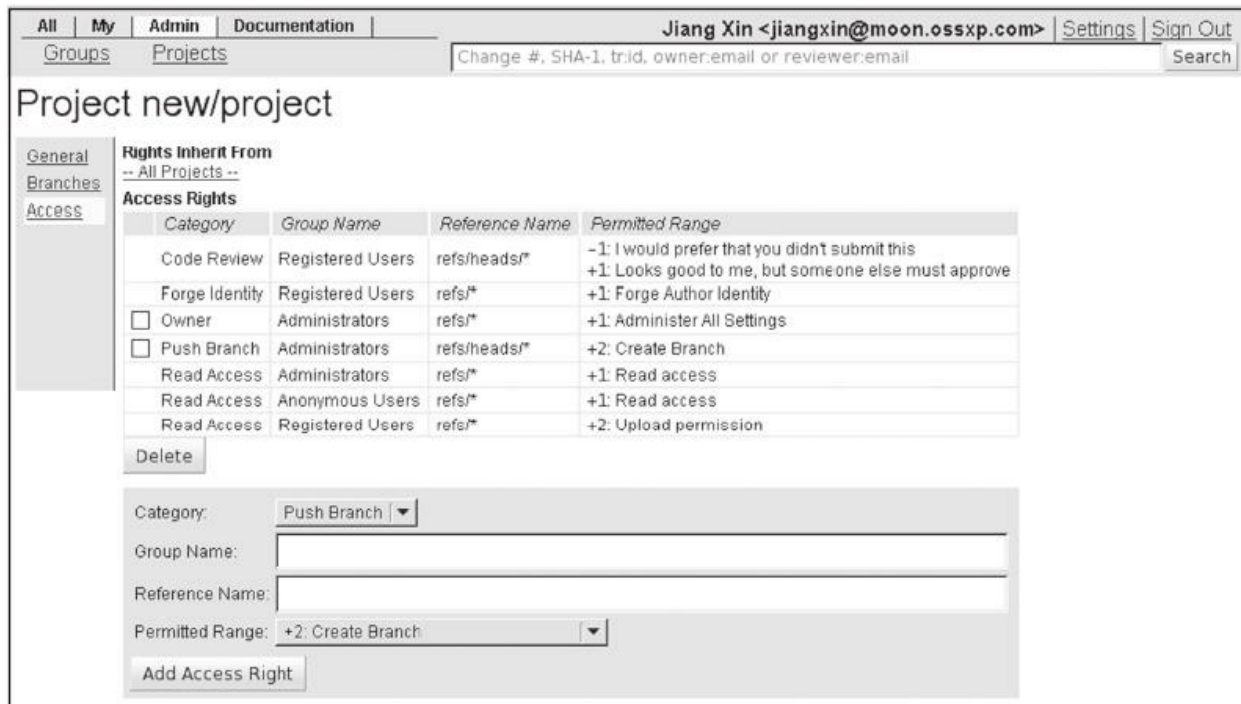 All | My | Admin | Documentation | Jiang Xin <jiangxin@moon.ossxp.com> | Settings | Sign Out
Groups Projects Change #, SHA-1, tr:id, owner:email or reviewer:email Search
Project new/project
General
Branches
Access
Rights Inherit From
-- All Projects --
Access Rights
Category Group Name Reference Name Permitted Range
Code Review Registered Users refs/heads/* −1: I would prefer that you didn't submit this
+1: Looks good to me, but someone else must approve
Forge Identity Registered Users refs/* +1: Forge Author Identity
Owner Administrators refs/* +1: Administer All Settings
Push Branch Administrators refs/heads/* +2: Create Branch
Read Access Administrators refs/* +1: Read access
Read Access Anonymous Users refs/* +1: Read access
Read Access Registered Users refs/* +2: Upload permission
Delete
Category: Push Branch
Group Name:
Reference Name:
Permitted Range: +2: Create Branch
Add Access Right